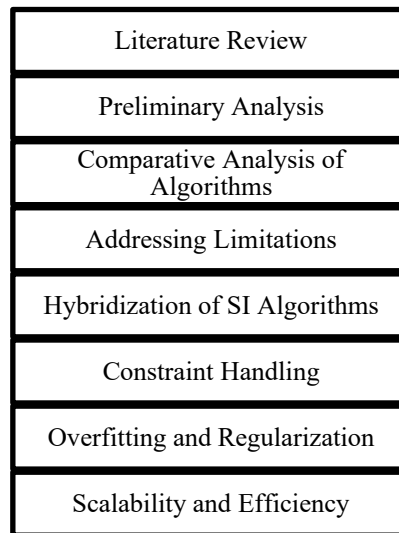 Literature Review
Preliminary Analysis
Comparative Analysis of
Algorithms
Addressing Limitations
Hybridization of SI Algorithms
Constraint Handling
Overfitting and Regularization
Scalability and Efficiency